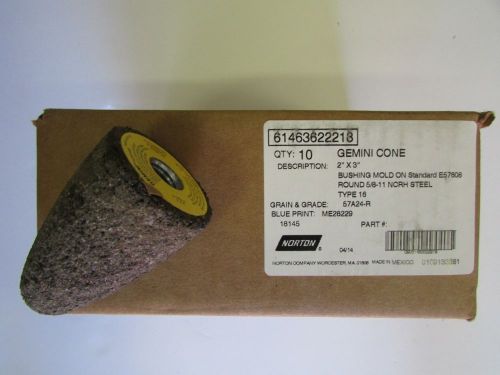 61463622218
QTY: 10 GEMINI CONE
DESCRIPTION: 2" X 3"
BUSHING MOLD ON Standard E57808
ROUND 5/8-11 NORH STEEL
TYPE 16
GRAIN & GRADE: 57A24-R
BLUE PRINT: ME28229
18145 PART #:
NORTON
® 04/14
NORTON COMPANY WORCESTER, MA. 01606 MADE IN MEXICO